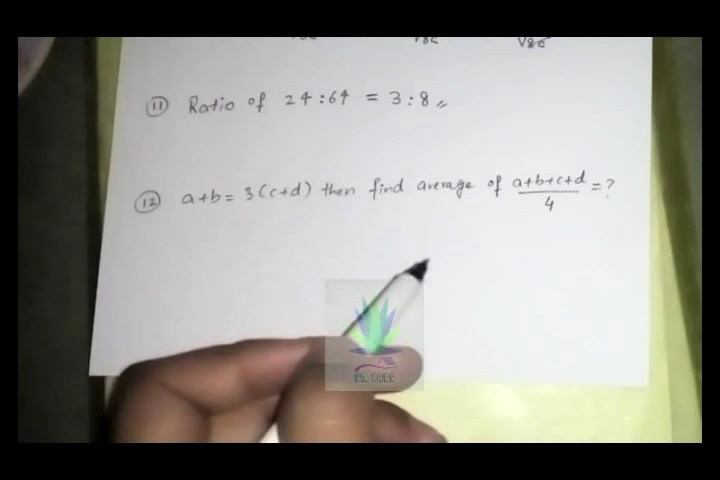 11 Ratio of 24:64 = 3:8
12 a+b= 3(c+d) then find average of a+b+c+d/4 = ?